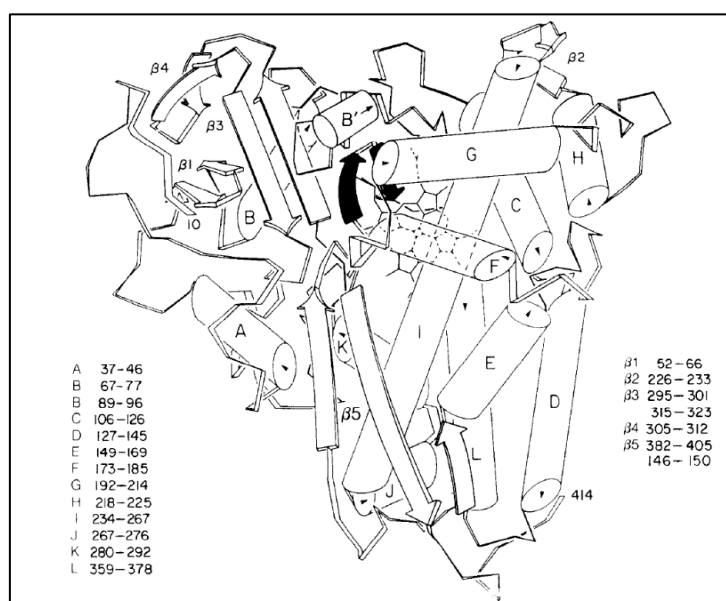 β4
β2
β3
B'
β1
G
H
10
B
C
F
A
K
I
E
D
β5
L
J
414
A 37-46
B 67-77
B 89-96
C 106-126
D 127-145
E 149-169
F 173-185
G 192-214
H 218-225
I 234-267
J 267-276
K 280-292
L 359-378
β1 52-66
β2 226-233
β3 295-301
315-323
β4 305-312
β5 382-405
146-150